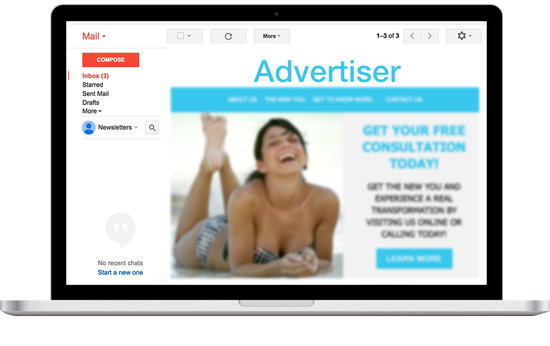 Mail
More
1–3 of 3
COMPOSE
Inbox (3)
Starred
Sent Mail
Drafts
More
Newsletters
No recent chats
Start a new one
Advertiser
ABOUT US THE NEW YOU GET TO KNOW MORE... CONTACT US
GET YOUR FREE
CONSULTATION
TODAY!
GET THE NEW YOU AND
EXPERIENCE A REAL
TRANSFORMATION BY
VISITING US ONLINE
OR CALLING TODAY!
LEARN MORE